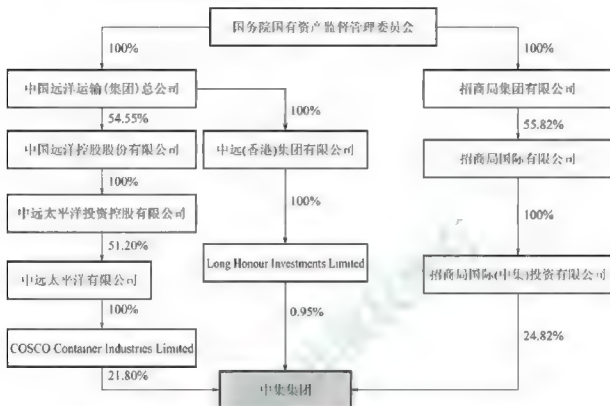 国务院国有资产监督管理委员会
100%
100%
中国远洋运输(集团)总公司
招商局集团有限公司
54.55%
100%
55.82%
中国远洋控股股份有限公司
中远(香港)集团有限公司
招商局国际有限公司
100%
中远太平洋投资控股有限公司
100%
100%
51.20%
Long Honour Investments Limited
中远太平洋有限公司
招商局国际(中集)投资有限公司
100%
0.95%
COSCO Container Industries Limited
24.82%
21.80%
中集集团